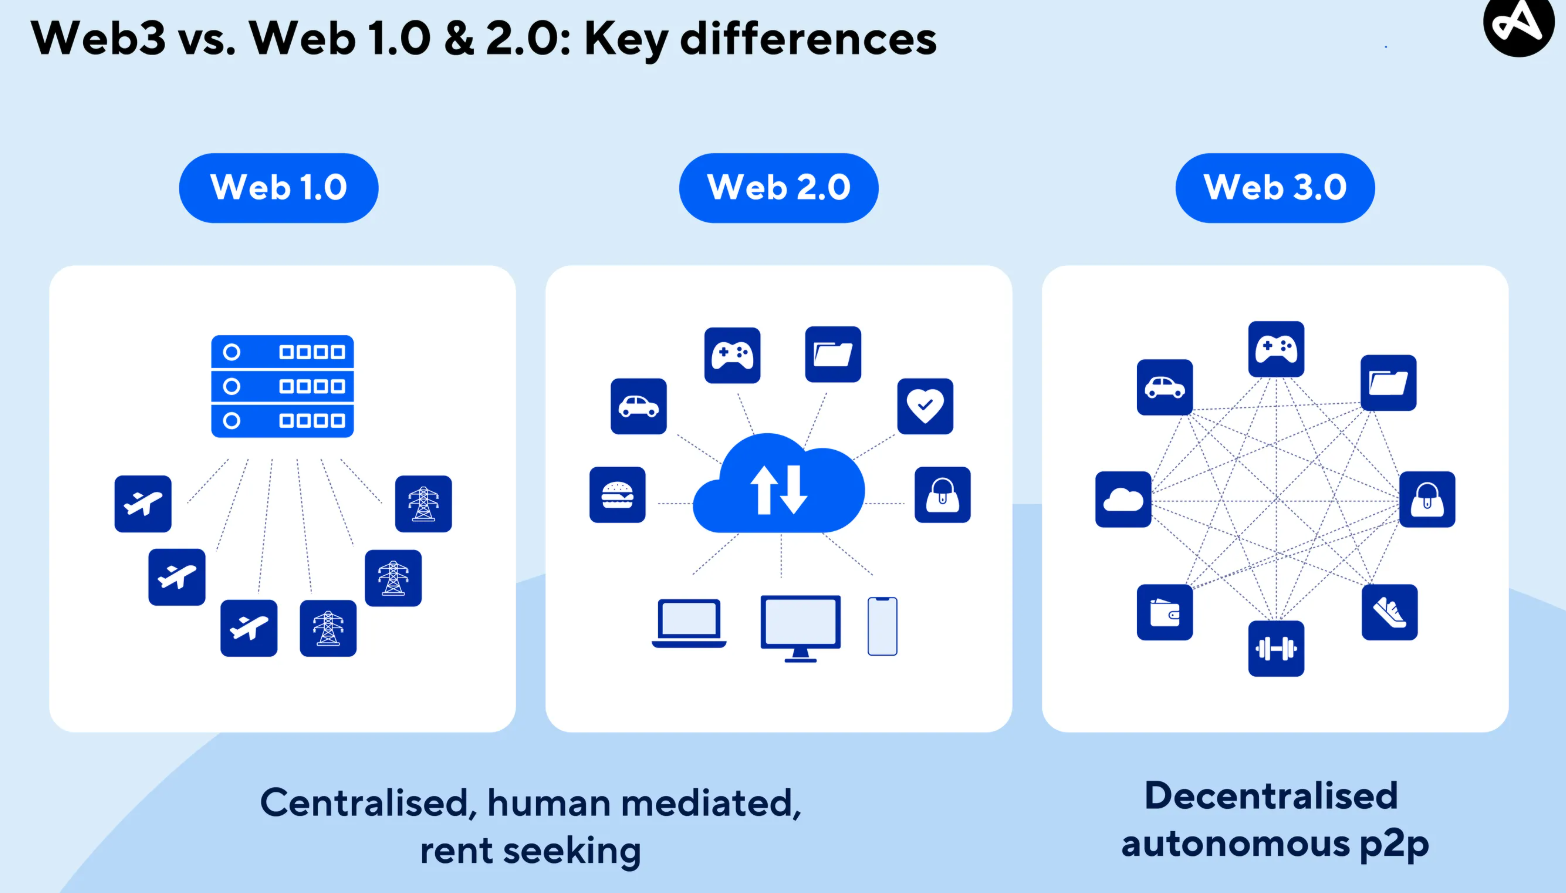 Web3 vs. Web 1.0 & 2.0: Key differences
Web 1.0
Web 2.0
Web 3.0
Centralised, human mediated,
rent seeking
Decentralised
autonomous p2p